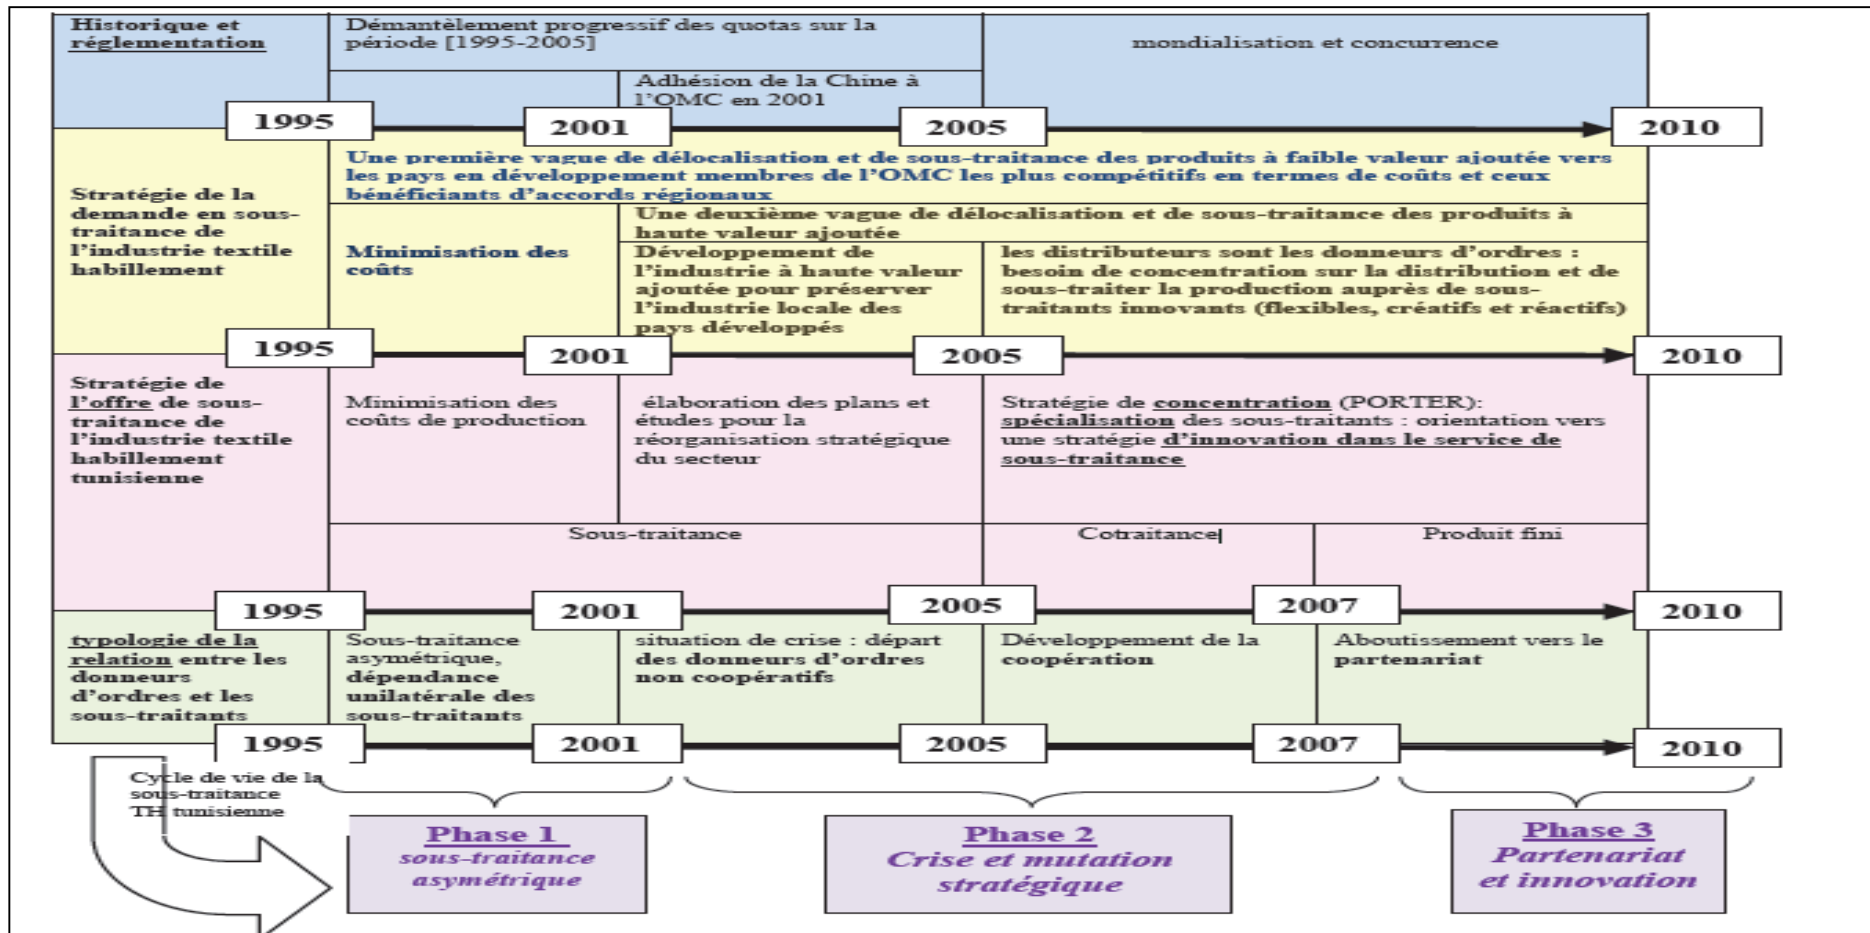 Historique et
réglementation
Démantèlement progressif des quotas sur la
période [1995-2005]
mondialisation et concurrence
Adhésion de la Chine à
l’OMC en 2001
1995
2001
2005
2010
Stratégie de la
demande en sous-
traitance de
l’industrie textile
habillement
Une première vague de délocalisation et de sous-traitance des produits à faible valeur ajoutée vers
les pays en développement membres de l’OMC les plus compétitifs en termes de coûts et ceux
bénéficiants d’accords régionaux
Une deuxième vague de délocalisation et de sous-traitance des produits à
haute valeur ajoutée
Minimisation des
coûts
Développement de
l’industrie à haute valeur
ajoutée pour préserver
l’industrie locale des
pays développés
les distributeurs sont les donneurs d’ordres :
besoin de concentration sur la distribution et de
sous-traiter la production auprès de sous-
traitants innovants (flexibles, créatifs et réactifs)
1995
2001
2005
2010
Stratégie de
l’offre de sous-
traitance de
l’industrie textile
habillement
tunisienne
Minimisation des
coûts de production
élaboration des plans et
études pour la
réorganisation stratégique
du secteur
Stratégie de concentration (PORTER):
spécialisation des sous-traitants : orientation vers
une stratégie d’innovation dans le service de
sous-traitance
Sous-traitance
Cotraitance
Produit fini
1995
2001
2005
2007
2010
typologie de la
relation entre les
donneurs
d’ordres et les
sous-traitants
Sous-traitance
asymétrique,
dépendance
unilatérale des
sous-traitants
situation de crise : départ
des donneurs d’ordres
non coopératifs
Développement de la
coopération
Aboutissement vers le
partenariat
1995
2001
2005
2007
2010
Cycle de vie de la
sous-traitance
TH tunisienne
Phase 1
sous-traitance
asymétrique
Phase 2
Crise et mutation
stratégique
Phase 3
Partenariat
et innovation